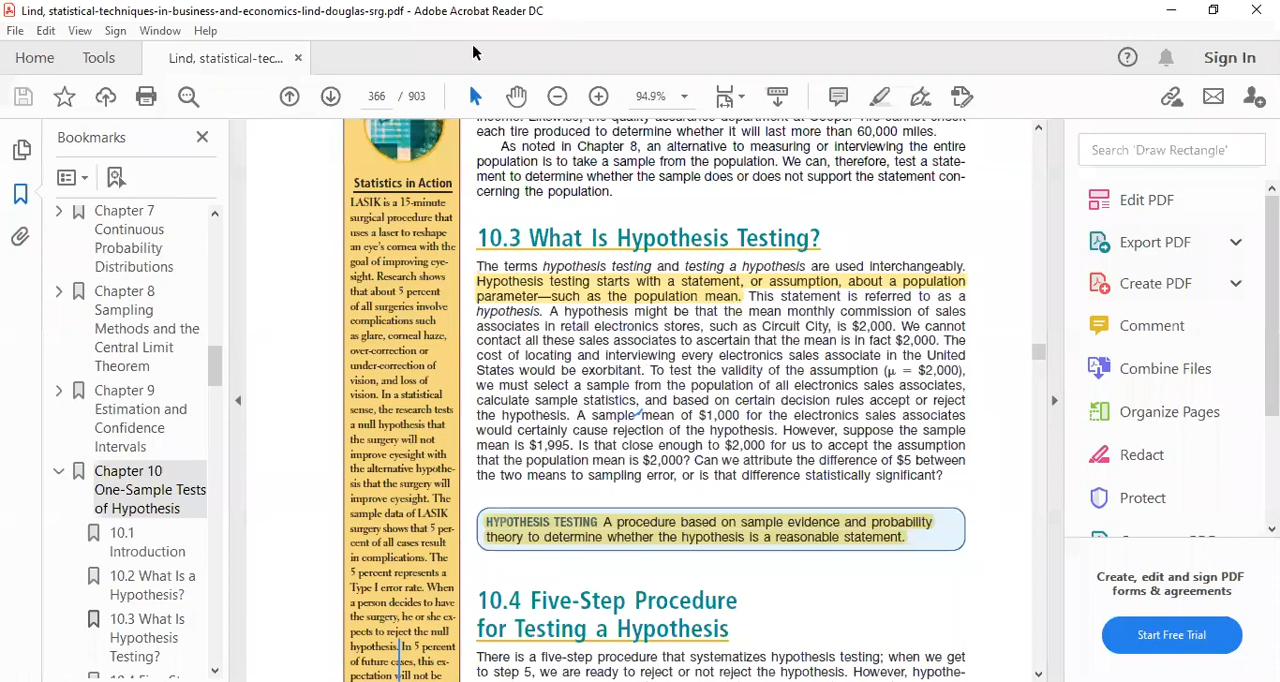 Lind, statistical-techniques-in-business-and-economics-lind-douglas-srg.pdf - Adobe Acrobat Reader DC
File Edit View Sign Window Help
Home Tools Lind, statistical-tec... × Sign In
366 / 903 94.9%
Bookmarks
Chapter 7
Continuous
Probability
Distributions
Chapter 8
Sampling
Methods and the
Central Limit
Theorem
Chapter 9
Estimation and
Confidence
Intervals
Chapter 10
One-Sample Tests
of Hypothesis
10.1
Introduction
10.2 What Is a
Hypothesis?
10.3 What Is
Hypothesis
Testing?
Statistics in Action
LASIK is a 15-minute
surgical procedure that
uses a laser to reshape
an eye's cornea with the
goal of improving eye-
sight. Research shows
that about 5 percent
of all surgeries involve
complications such
as glare, corneal haze,
over-correction or
under-correction of
vision, and loss of
vision. In a statistical
sense, the research tests
a null hypothesis that
the surgery will not
improve eyesight with
the alternative hypothe-
sis that the surgery will
improve eyesight. The
sample data of LASIK
surgery shows that 5 per-
cent of all cases result
in complications. The
5 percent represents a
Type I error rate. When
a person decides to have
the surgery, he or she ex-
pects to reject the null
hypothesis. In 5 percent
of future cases, this ex-
pectation will not be
each tire produced to determine whether it will last more than 60,000 miles.
As noted in Chapter 8, an alternative to measuring or interviewing the entire
population is to take a sample from the population. We can, therefore, test a state-
ment to determine whether the sample does or does not support the statement con-
cerning the population.
10.3 What Is Hypothesis Testing?
The terms hypothesis testing and testing a hypothesis are used interchangeably.
Hypothesis testing starts with a statement, or assumption, about a population
parameter—such as the population mean. This statement is referred to as a
hypothesis. A hypothesis might be that the mean monthly commission of sales
associates in retail electronics stores, such as Circuit City, is $2,000. We cannot
contact all these sales associates to ascertain that the mean is in fact $2,000. The
cost of locating and interviewing every electronics sales associate in the United
States would be exorbitant. To test the validity of the assumption (μ = $2,000),
we must select a sample from the population of all electronics sales associates,
calculate sample statistics, and based on certain decision rules accept or reject
the hypothesis. A sample mean of $1,000 for the electronics sales associates
would certainly cause rejection of the hypothesis. However, suppose the sample
mean is $1,995. Is that close enough to $2,000 for us to accept the assumption
that the population mean is $2,000? Can we attribute the difference of $5 between
the two means to sampling error, or is that difference statistically significant?
HYPOTHESIS TESTING A procedure based on sample evidence and probability
theory to determine whether the hypothesis is a reasonable statement.
10.4 Five-Step Procedure
for Testing a Hypothesis
There is a five-step procedure that systematizes hypothesis testing; when we get
to step 5, we are ready to reject or not reject the hypothesis. However, hypothe-
Search 'Draw Rectangle'
Edit PDF
Export PDF
Create PDF
Comment
Combine Files
Organize Pages
Redact
Protect
Create, edit and sign PDF
forms & agreements
Start Free Trial